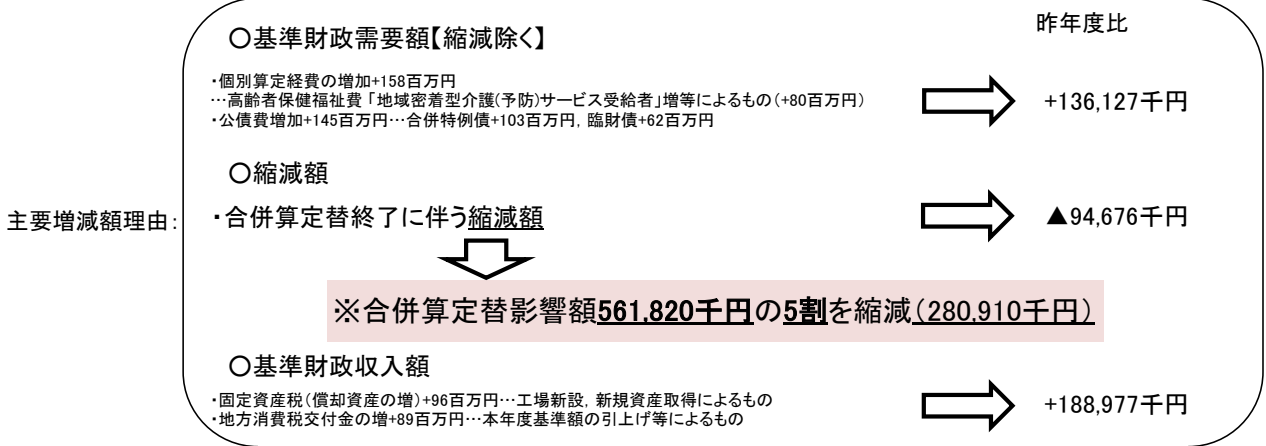 昨年度比
○基準財政需要額【縮減除く】
・個別算定経費の増加+158百万円
…高齢者保健福祉費「地域密着型介護(予防)サービス受給者」増等によるもの(+80百万円)
・公債費増加+145百万円…合併特例債+103百万円，臨財債+62百万円
+136,127千円
○縮減額
主要増減額理由：
・合併算定替終了に伴う縮減額
▲94,676千円
※合併算定替影響額561,820千円の5割を縮減(280,910千円)
○基準財政収入額
・固定資産税(償却資産の増)+96百万円…工場新設，新規資産取得によるもの
・地方消費税交付金の増+89百万円…本年度基準額の引上げ等によるもの
+188,977千円